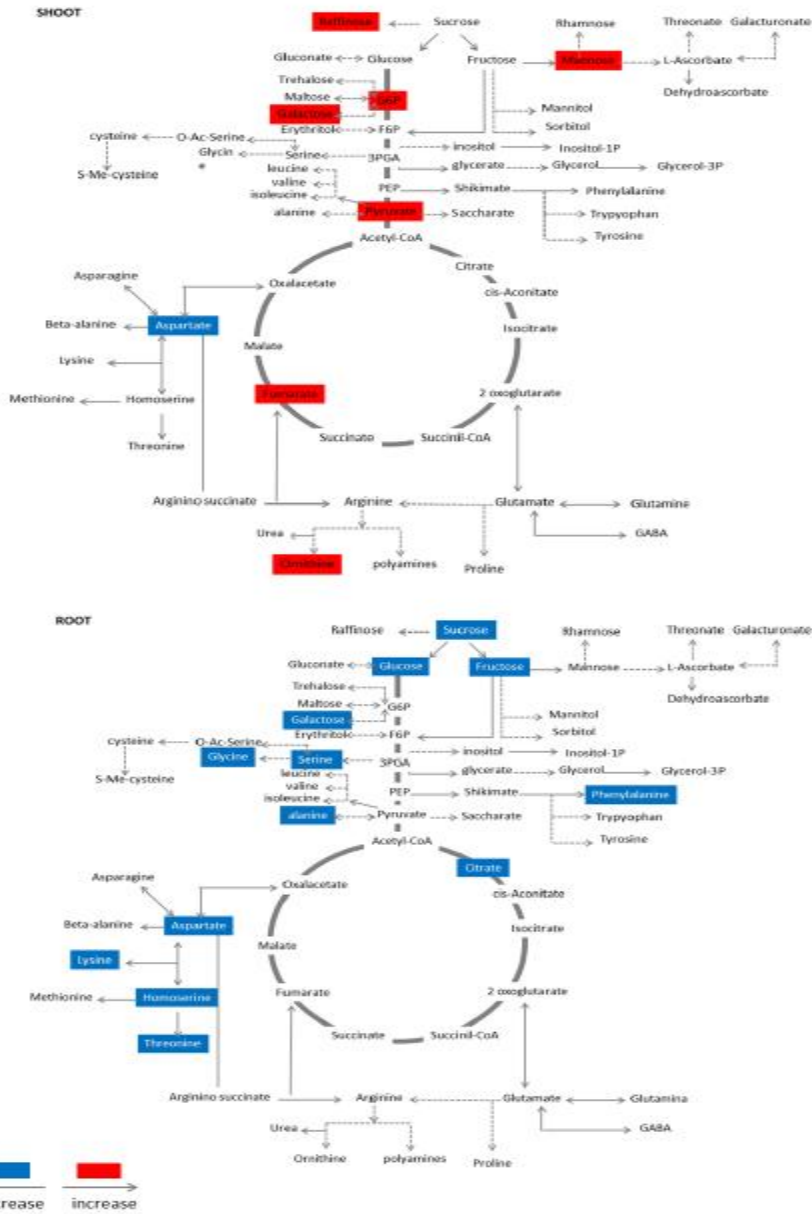 SHOOT
Raffinose Sucrose Rhamnose Threonate Galacturonate
Gluconate Glucose Fructose Mannose L-Ascorbate
Trehalose Dehydroascorbate
Maltose G6P
Galactose Mannitol
Erythritol F6P Sorbitol
cysteine O-Ac-Serine inositol Inositol-1P
Glycin Serine 3PGA glycerate Glycerol Glycerol-3P
S-Me-cysteine * leucine
valine PEP Shikimate Phenylalanine
isoleucine
alanine Pyruvate Saccharate Trypyophan
Acetyl-CoA Tyrosine
Citrate
Asparagine Oxalacetate cis-Aconitate
Beta-alanine Aspartate Isocitrate
Lysine Malate
Methionine Homoserine Fumarate 2 oxoglutarate
Threonine Succinate Succinil-CoA
Arginino succinate Arginine Glutamate Glutamine
Urea GABA
Ornithine polyamines Proline
ROOT
Raffinose Sucrose Rhamnose Threonate Galacturonate
Gluconate Glucose Fructose Mannose L-Ascorbate
Trehalose Dehydroascorbate
Maltose G6P
Galactose Mannitol
Erythritol F6P Sorbitol
cysteine O-Ac-Serine inositol Inositol-1P
Glycine Serine 3PGA glycerate Glycerol Glycerol-3P
S-Me-cysteine leucine
valine PEP Shikimate Phenylalanine
isoleucine
alanine Pyruvate Saccharate Trypyophan
Acetyl-CoA Tyrosine
Citrate
Asparagine Oxalacetate cis-Aconitate
Beta-alanine Aspartate Isocitrate
Lysine Malate
Methionine Homoserine Fumarate 2 oxoglutarate
Threonine Succinate Succinil-CoA
Arginino succinate Arginine Glutamate Glutamina
Urea GABA
Ornithine polyamines Proline
crease increase